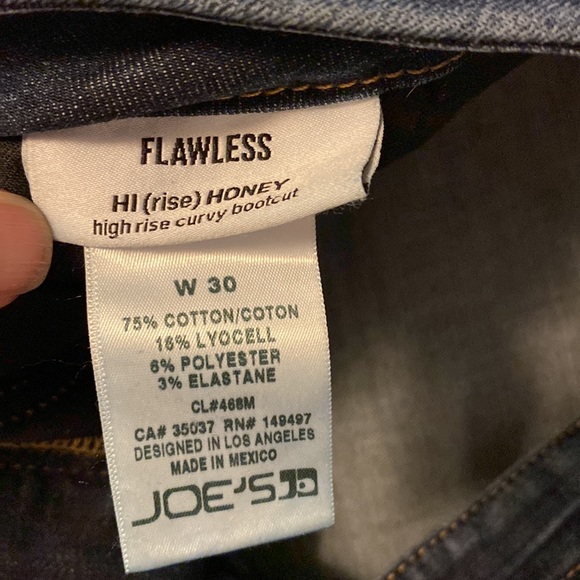 FLAWLESS
HI (rise) HONEY
high rise curvy bootcut
W 30
75% COTTON/COTON
16% LYOCELL
6% POLYESTER
3% ELASTANE
CL#468M
CA# 35037 RN# 149497
DESIGNED IN LOS ANGELES
MADE IN MEXICO
JOE'S